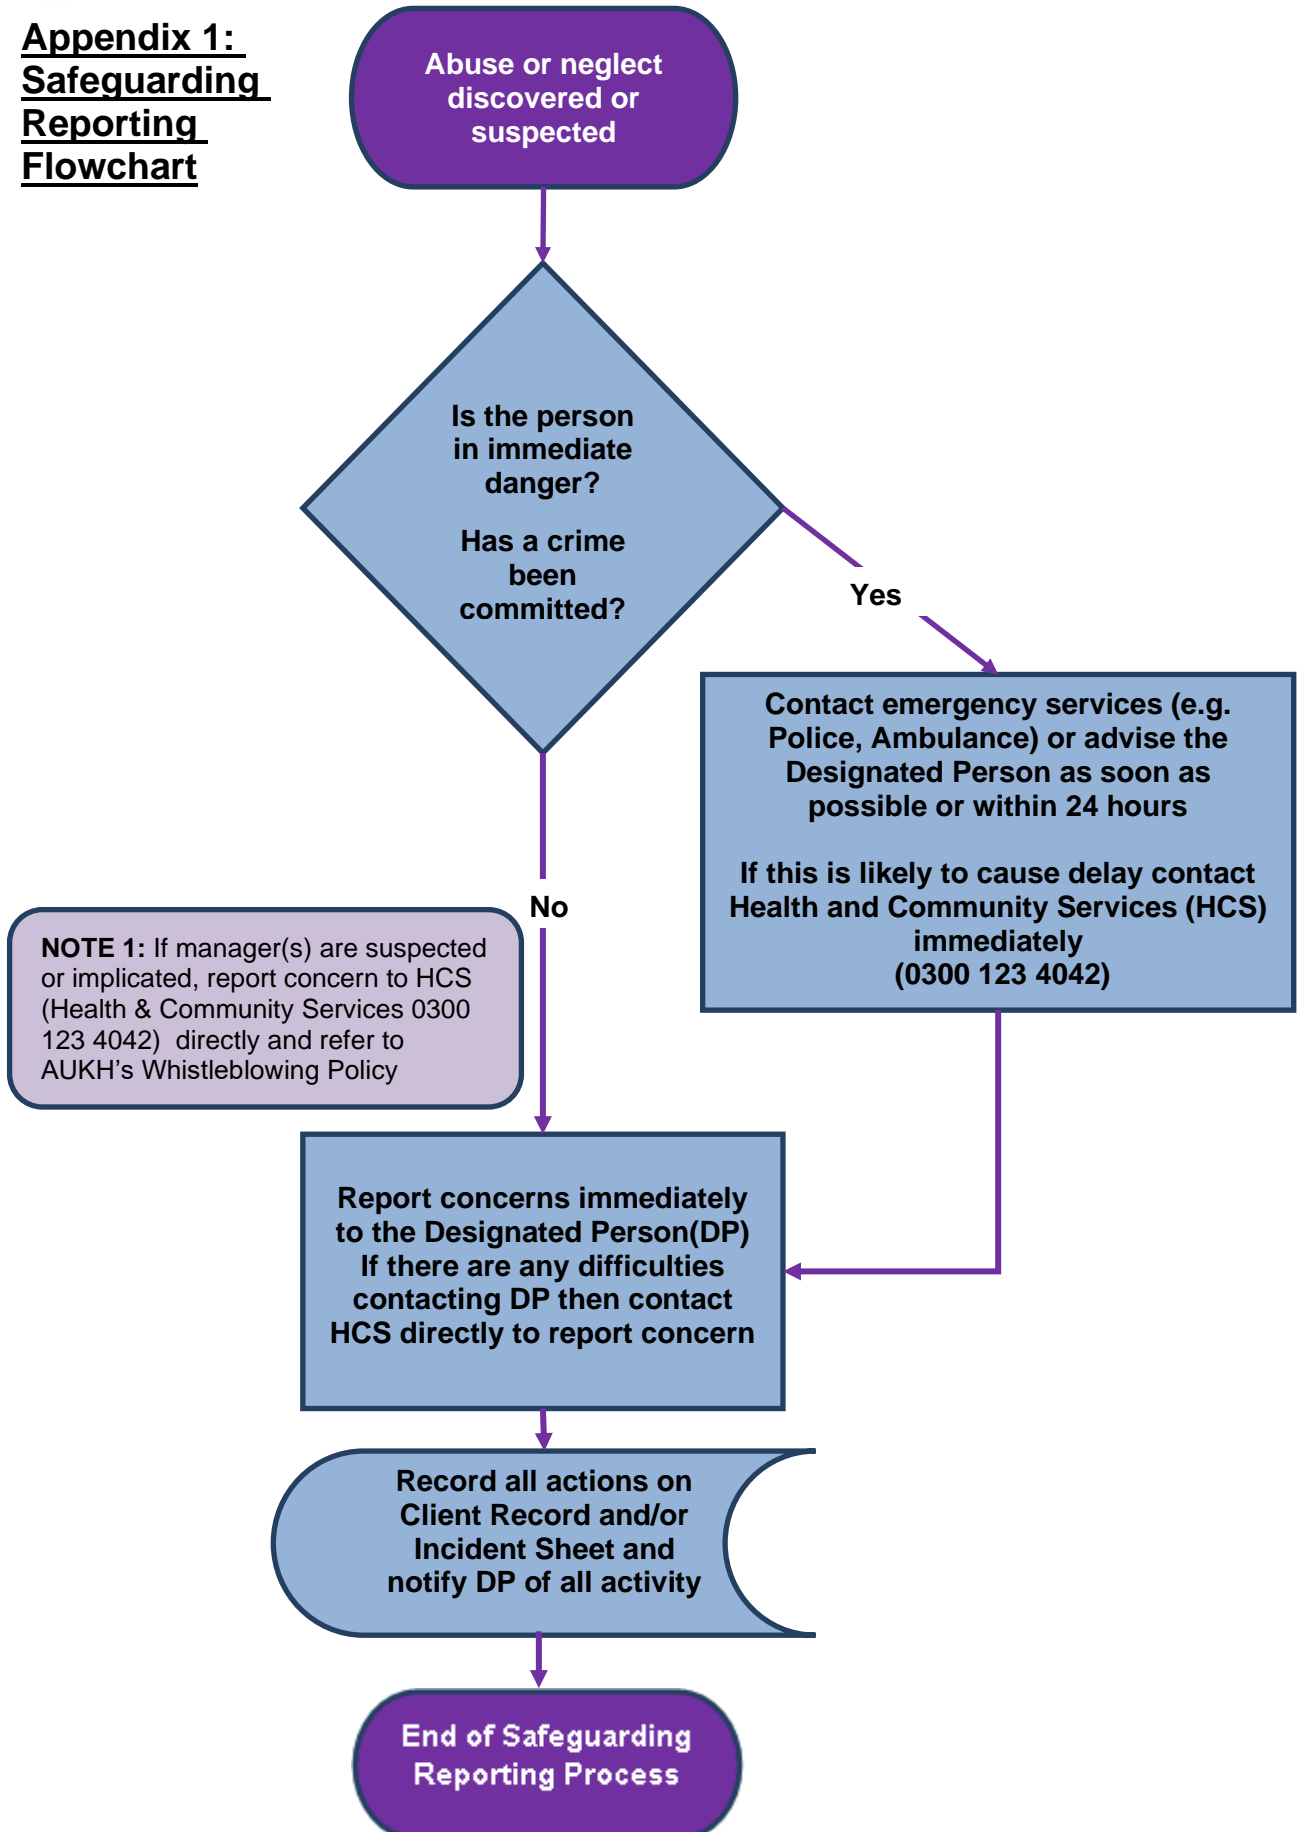 Appendix 1:
Safeguarding
Reporting
Flowchart
Abuse or neglect
discovered or
suspected
Is the person
in immediate
danger?
Has a crime
been
committed?
Yes
Contact emergency services (e.g.
Police, Ambulance) or advise the
Designated Person as soon as
possible or within 24 hours
If this is likely to cause delay contact
Health and Community Services (HCS)
immediately
(0300 123 4042)
No
NOTE 1: If manager(s) are suspected
or implicated, report concern to HCS
(Health & Community Services 0300
123 4042)  directly and refer to
AUKH’s Whistleblowing Policy
Report concerns immediately
to the Designated Person(DP)
If there are any difficulties
contacting DP then contact
HCS directly to report concern
Record all actions on
Client Record and/or
Incident Sheet and
notify DP of all activity
End of Safeguarding
Reporting Process